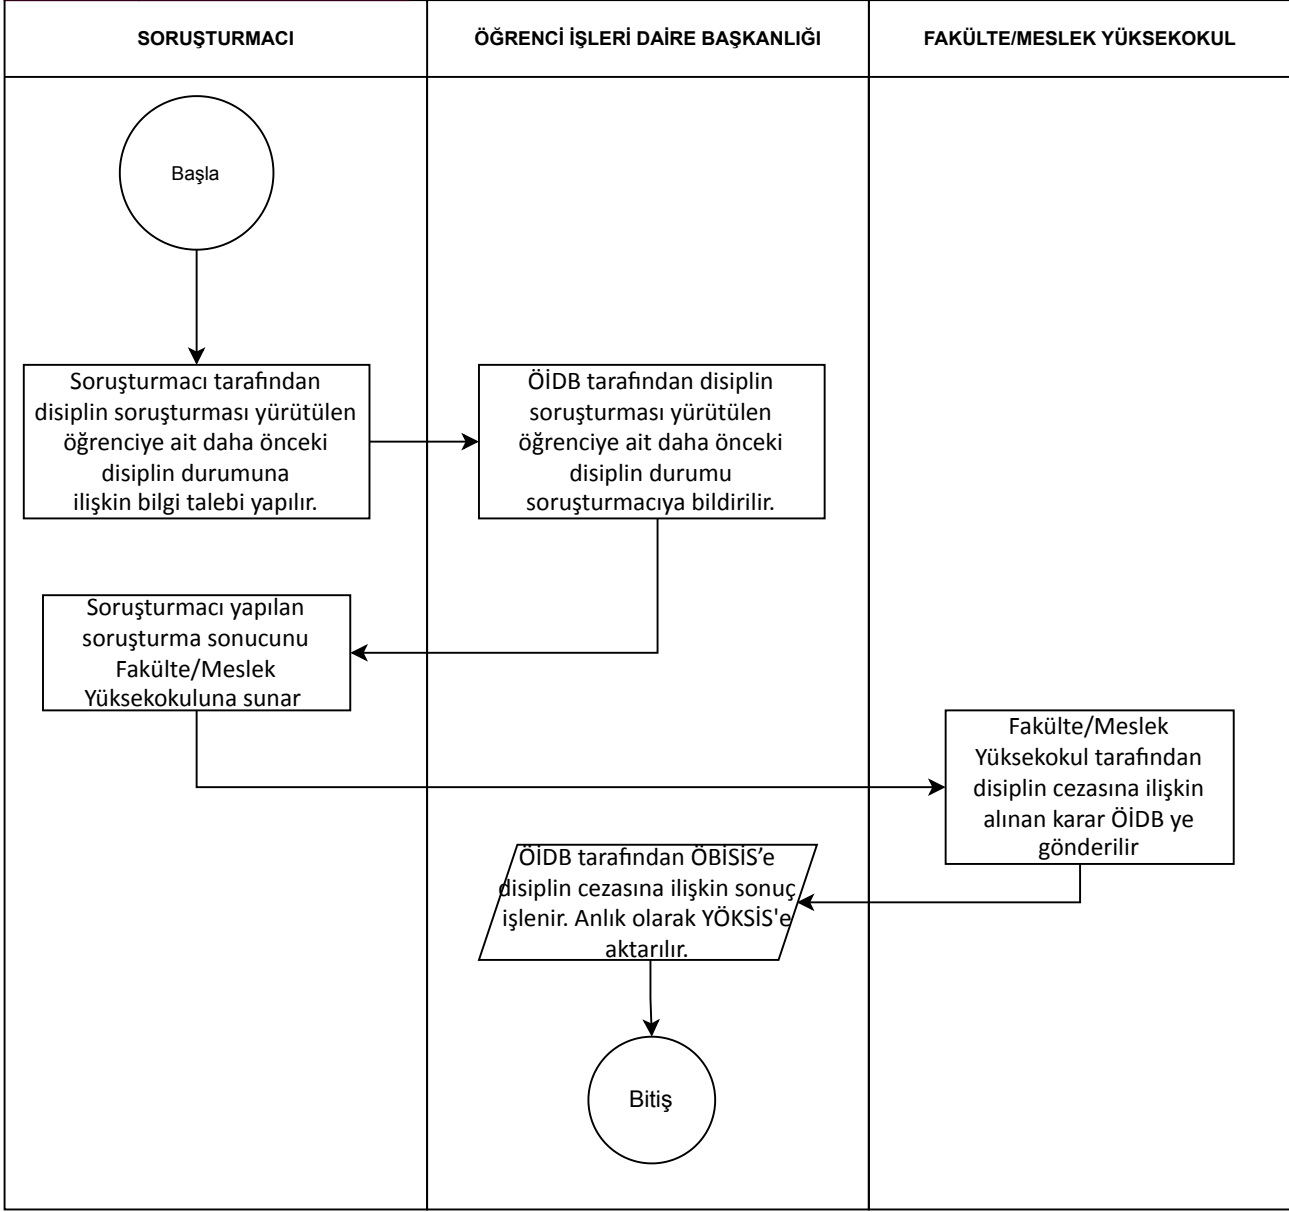 SORUŞTURMACI
ÖĞRENCİ İŞLERİ DAİRE BAŞKANLIĞI
FAKÜLTE/MESLEK YÜKSEKOKUL
Başla
Soruşturmacı tarafından
disiplin soruşturması yürütülen
öğrenciye ait daha önceki
disiplin durumuna
ilişkin bilgi talebi yapılır.
ÖİDB tarafından disiplin
soruşturması yürütülen
öğrenciye ait daha önceki
disiplin durumu
soruşturmacıya bildirilir.
Soruşturmacı yapılan
soruşturma sonucunu
Fakülte/Meslek
Yüksekokuluna sunar
Fakülte/Meslek
Yüksekokul tarafından
disiplin cezasına ilişkin
alınan karar ÖİDB ye
gönderilir
ÖİDB tarafından ÖBİSİS’e
disiplin cezasına ilişkin sonuç
işlenir. Anlık olarak YÖKSİS'e
aktarılır.
Bitiş